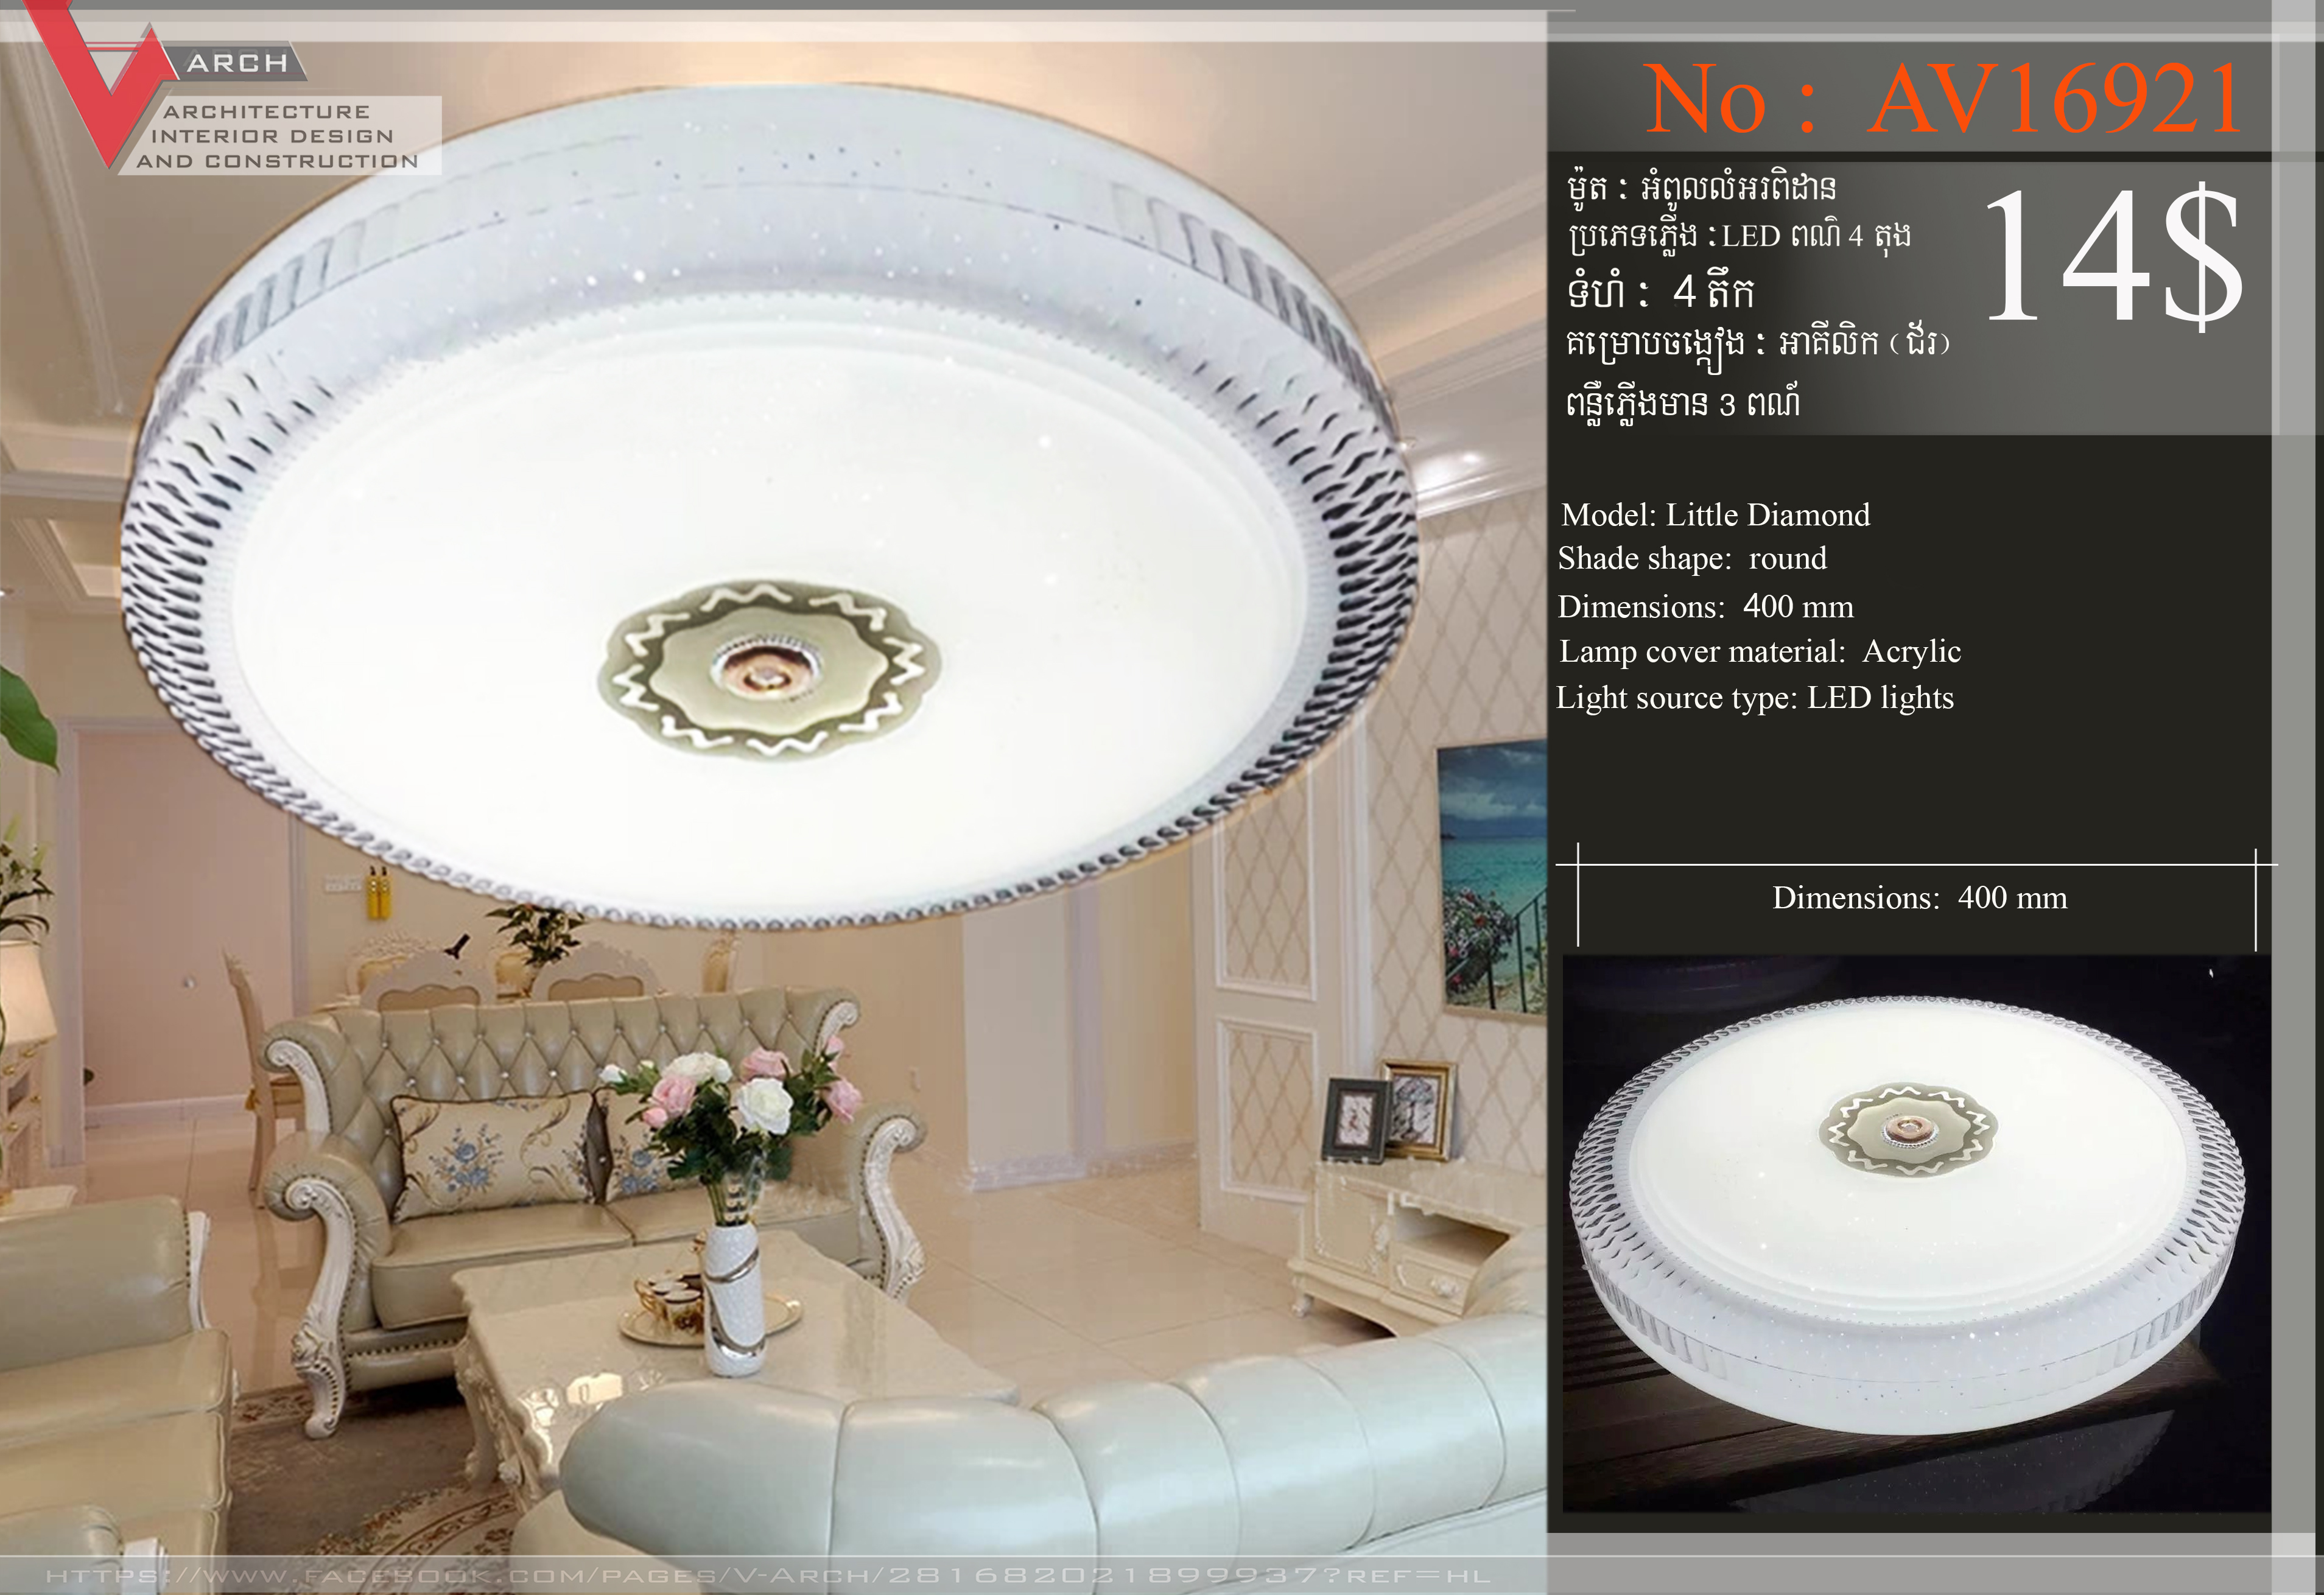 ARCH
ARCHITECTURE
INTERIOR DESIGN
AND CONSTRUCTION
No : AV16921
14$
ម៉ូត : អំពូលលំអរពិដាន
ប្រភេទភ្លើង : LED ពណ៌ 4 តុង
ទំហំ : 4 តឹក
គម្រោបចង្កៀង : អាគីលិក (ជ័រ)
ពន្លឺភ្លើងមាន 3 ពណ៍
Model: Little Diamond
Shade shape: round
Dimensions: 400 mm
Lamp cover material: Acrylic
Light source type: LED lights
Dimensions: 400 mm
HTTPS://WWW.FACEBOOK.COM/PAGES/V-ARCH/281682021899937?REF=HL